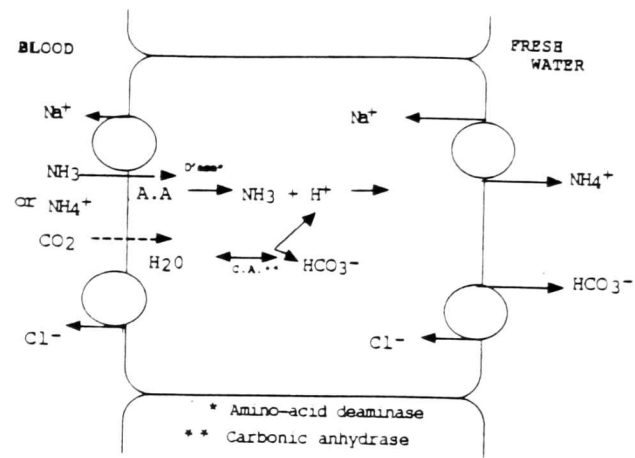 BLOOD
FRESH
WATER
Na+
Na+
NH3
or NH4+
A.A
NH3 + H+
NH4+
CO2
H2O
C.A.**
HCO3-
HCO3-
Cl-
Cl-
* Amino-acid deaminase
** Carbonic anhydrase